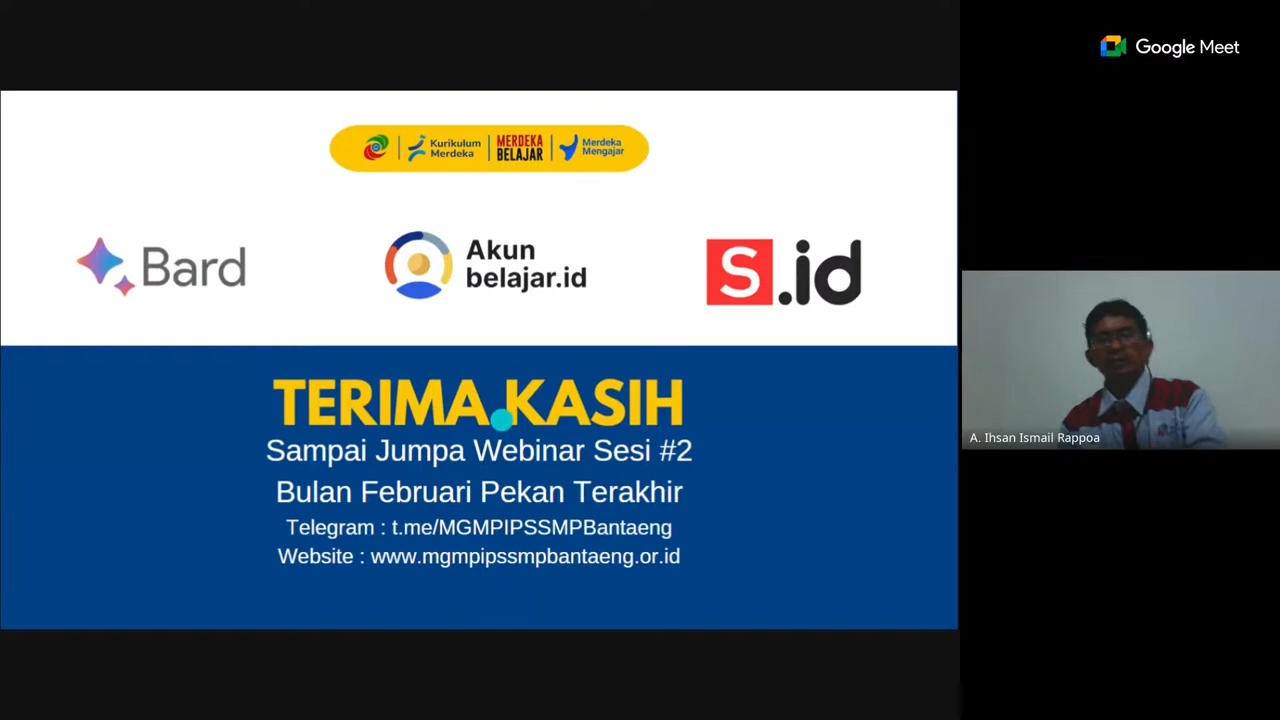 Google Meet
Kurikulum
Merdeka
MERDEKA
BELAJAR
Merdeka
Mengajar
Bard
Akun
belajar.id
S.id
TERIMA KASIH
Sampai Jumpa Webinar Sesi #2
Bulan Februari Pekan Terakhir
Telegram : t.me/MGMPIPSSMPBantaeng
Website : www.mgmpipssmpbantaeng.or.id
A. Ihsan Ismail Rappoa